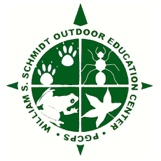 WILLIAM S. SCHMIDT OUTDOOR EDUCATION CENTER • PGCPS •